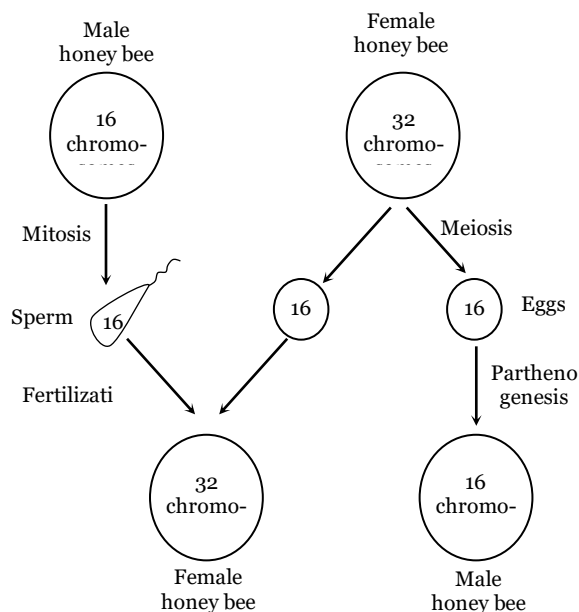 Male
honey bee
Female
honey bee
16
chromo-
32
chromo-
Mitosis
Meiosis
Sperm
16
16
16
Eggs
Fertilizati
Partheno
genesis
32
chromo-
16
chromo-
Female
honey bee
Male
honey bee